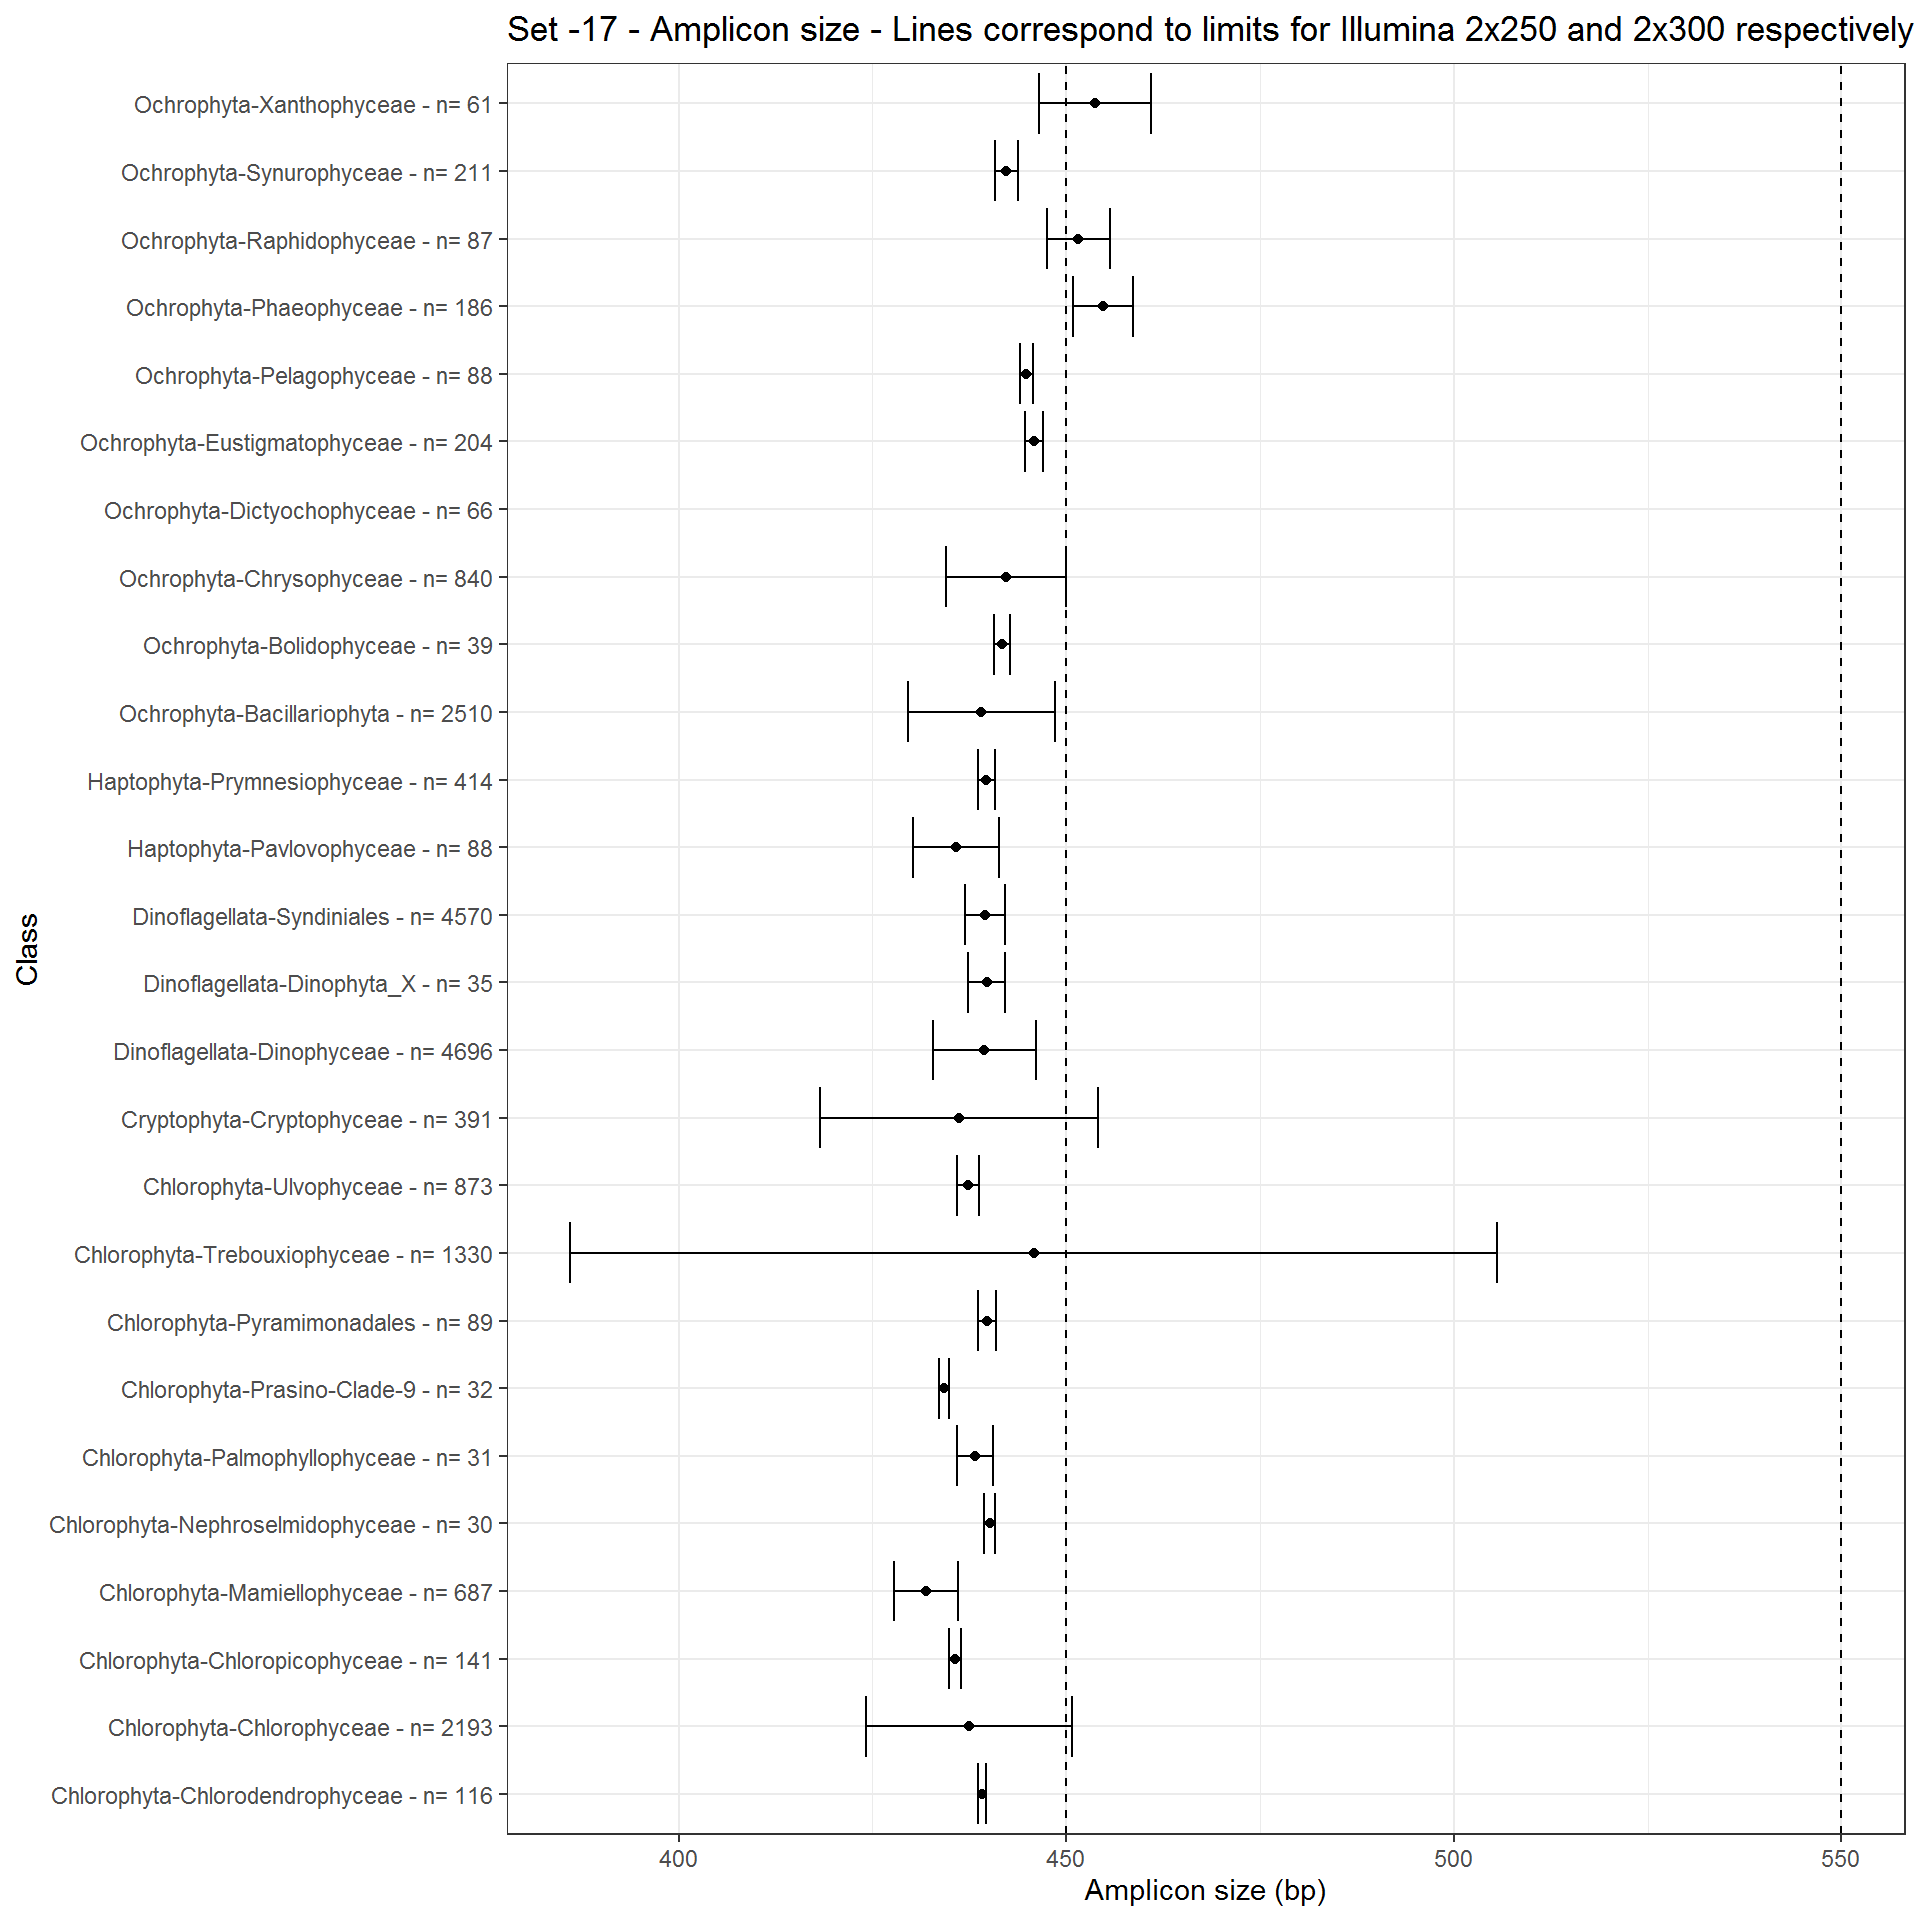 Set -17 - Amplicon size - Lines correspond to limits for Illumina 2x250 and 2x300 respectively
Ochrophyta-Xanthophyceae - n= 61
Ochrophyta-Synurophyceae - n= 211
Ochrophyta-Raphidophyceae - n= 87
Ochrophyta-Phaeophyceae - n= 186
Ochrophyta-Pelagophyceae - n= 88
Ochrophyta-Eustigmatophyceae - n= 204
Ochrophyta-Dictyochophyceae - n= 66
Ochrophyta-Chrysophyceae - n= 840
Ochrophyta-Bolidophyceae - n= 39
Ochrophyta-Bacillariophyta - n= 2510
Haptophyta-Prymnesiophyceae - n= 414
Haptophyta-Pavlovophyceae - n= 88
Dinoflagellata-Syndiniales - n= 4570
Dinoflagellata-Dinophyta_X - n= 35
Dinoflagellata-Dinophyceae - n= 4696
Cryptophyta-Cryptophyceae - n= 391
Chlorophyta-Ulvophyceae - n= 873
Chlorophyta-Trebouxiophyceae - n= 1330
Chlorophyta-Pyramimonadales - n= 89
Chlorophyta-Prasino-Clade-9 - n= 32
Chlorophyta-Palmophyllophyceae - n= 31
Chlorophyta-Nephroselmidophyceae - n= 30
Chlorophyta-Mamiellophyceae - n= 687
Chlorophyta-Chloropicophyceae - n= 141
Chlorophyta-Chlorophyceae - n= 2193
Chlorophyta-Chlorodendrophyceae - n= 116
Class
400 450 500 550
Amplicon size (bp)